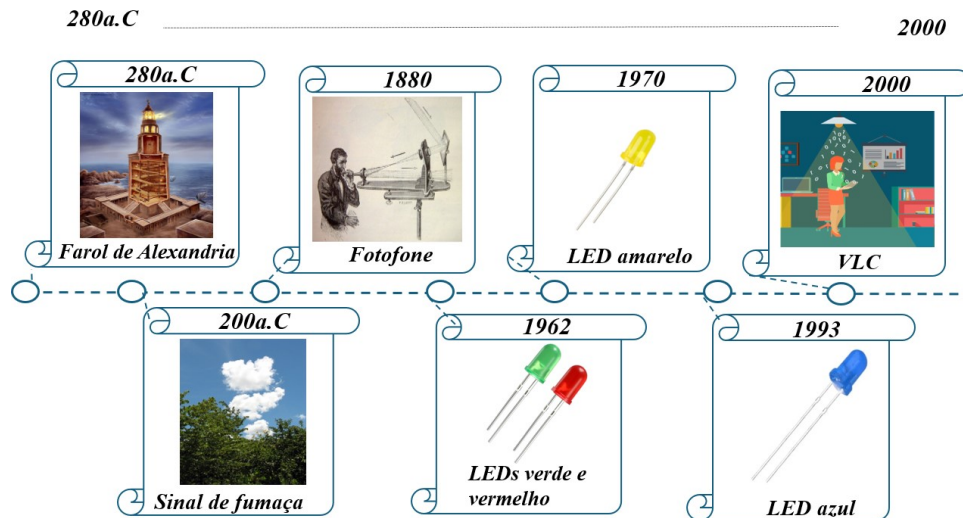 280a.C
2000
280a.C
Farol de Alexandria
1880
Fotofone
1970
LED amarelo
2000
VLC
200a.C
Sinal de fumaça
1962
LEDs verde e
vermelho
1993
LED azul